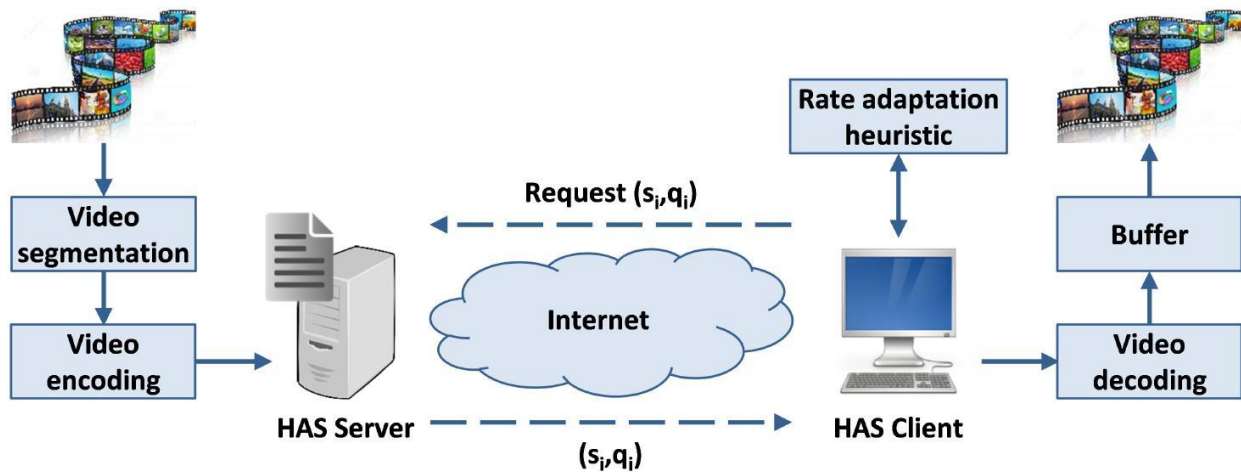 Rate adaptation
heuristic
Request (sᵢ,qᵢ)
Video
segmentation
Buffer
Internet
Video
encoding
Video
decoding
HAS Server
HAS Client
(sᵢ,qᵢ)